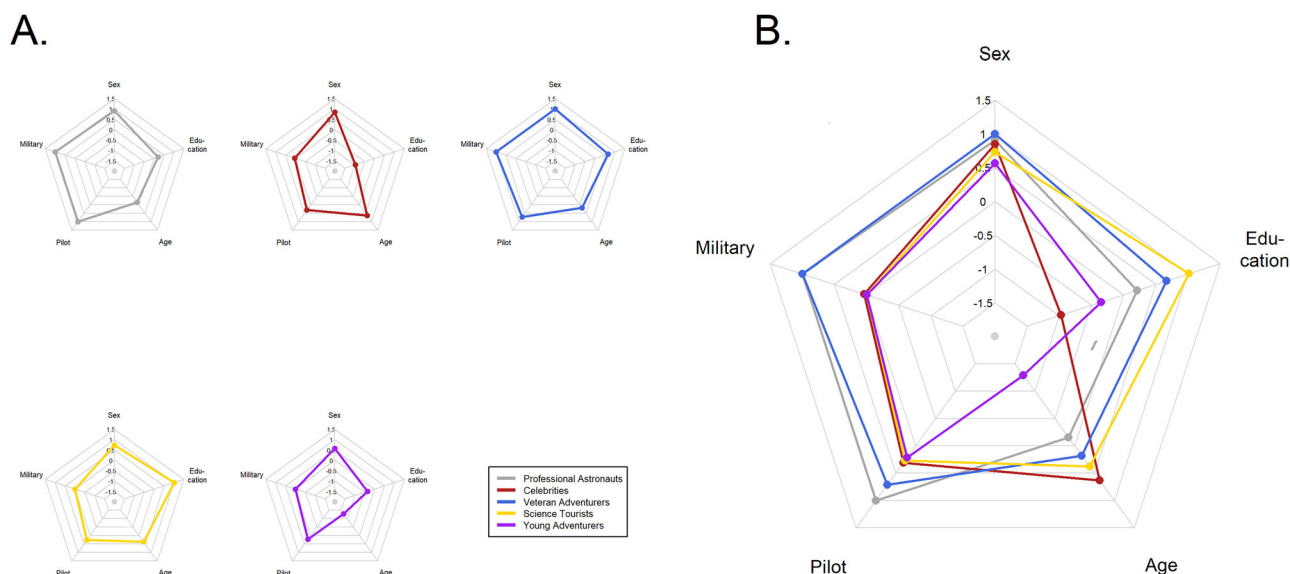 A.
Sex
1.5
1
0.5
0
-0.5
-1
-1.5
Military
Edu-
cation
Pilot
Age
Sex
1.5
1
0.5
0
-0.5
-1
-1.5
Military
Edu-
cation
Pilot
Age
Sex
1.5
1
0.5
0
-0.5
-1
-1.5
Military
Edu-
cation
Pilot
Age
Sex
1.5
1
0.5
0
-0.5
-1
-1.5
Military
Edu-
cation
Pilot
Age
Sex
1.5
1
0.5
0
-0.5
-1
-1.5
Military
Edu-
cation
Pilot
Age
Professional Astronauts
Celebrities
Veteran Adventurers
Science Tourists
Young Adventurers
B.
Sex
1.5
1
0.5
0
-0.5
-1
-1.5
Military
Edu-
cation
Pilot
Age